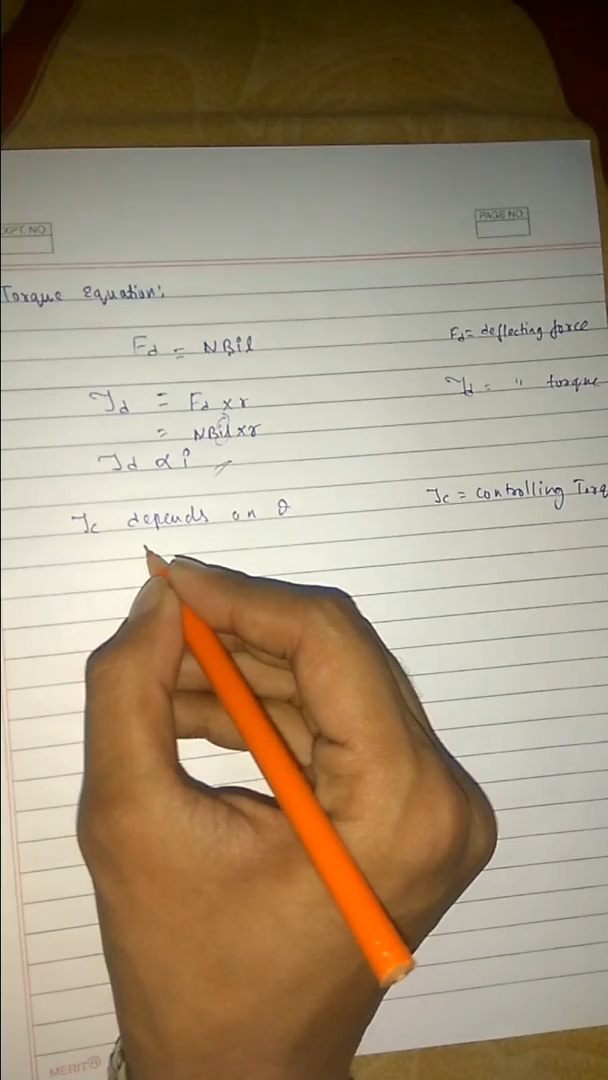 EXPT. NO.
PAGE NO.
Torque Equation:
Fd = NBil
Fd = deflecting force
Td = Fd x r
Td = " torque
= NBil x r
Td ∝ i
Tc depends on θ
Tc = controlling Torq
MERIT®